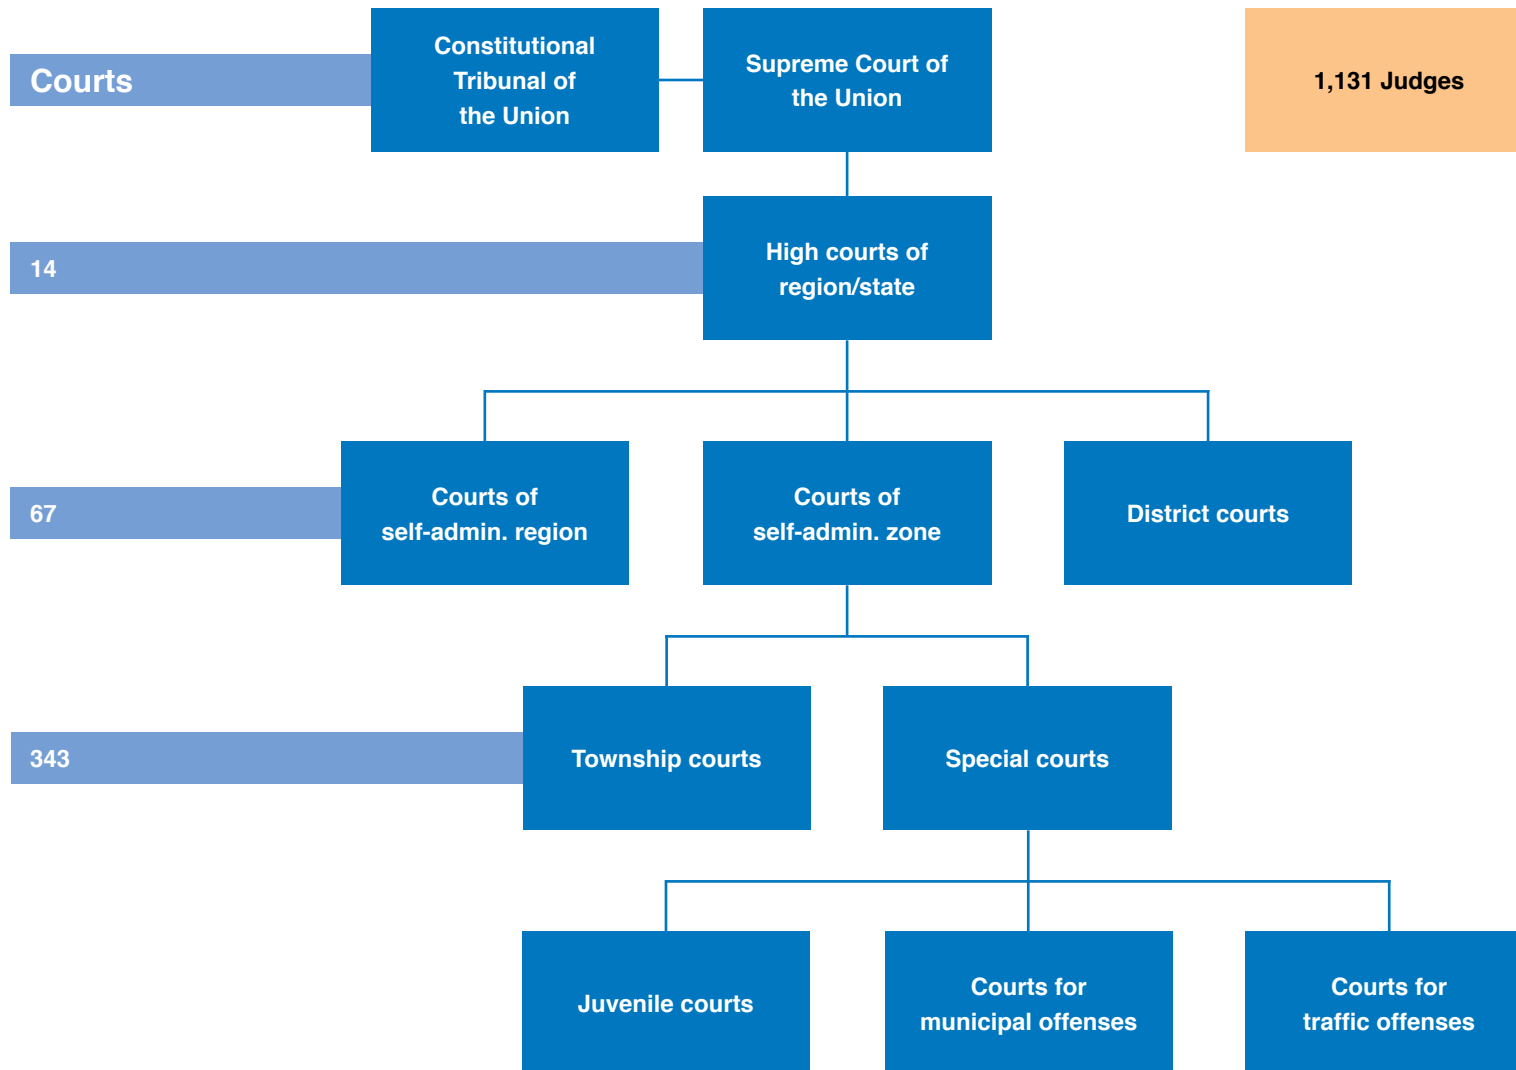 Courts
Constitutional
Tribunal of
the Union
Supreme Court of
the Union
1,131 Judges
14
High courts of
region/state
67
Courts of
self-admin. region
Courts of
self-admin. zone
District courts
343
Township courts
Special courts
Juvenile courts
Courts for
municipal offenses
Courts for
traffic offenses